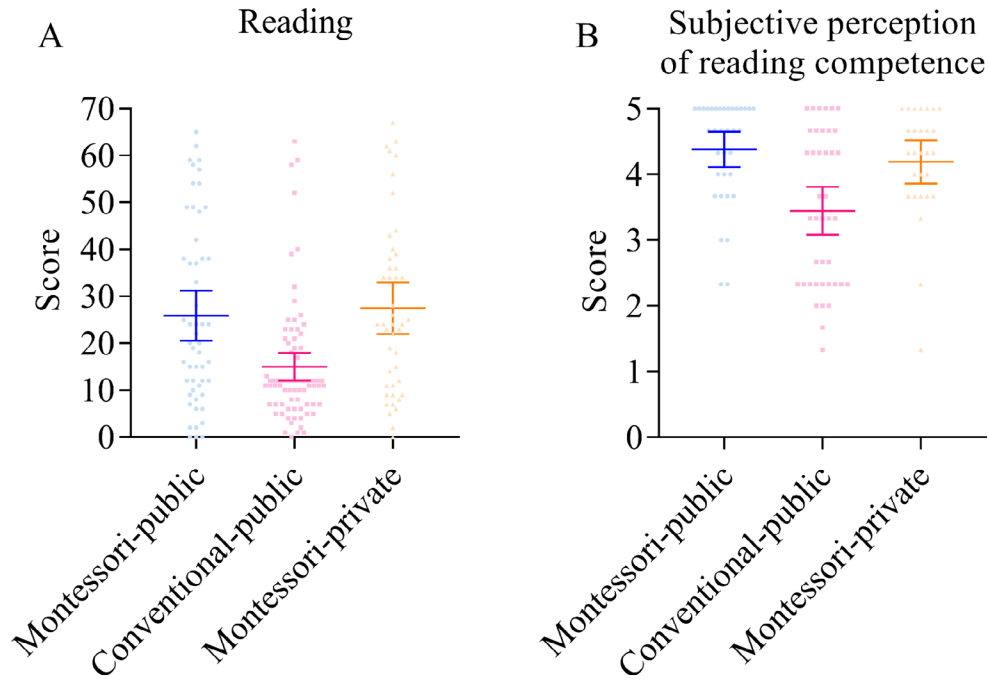 A
Reading
Score
70
60
50
40
30
20
10
0
Montessori-public
Conventional-public
Montessori-private
B
Subjective perception
of reading competence
Score
5
4
3
2
1
0
Montessori-public
Conventional-public
Montessori-private